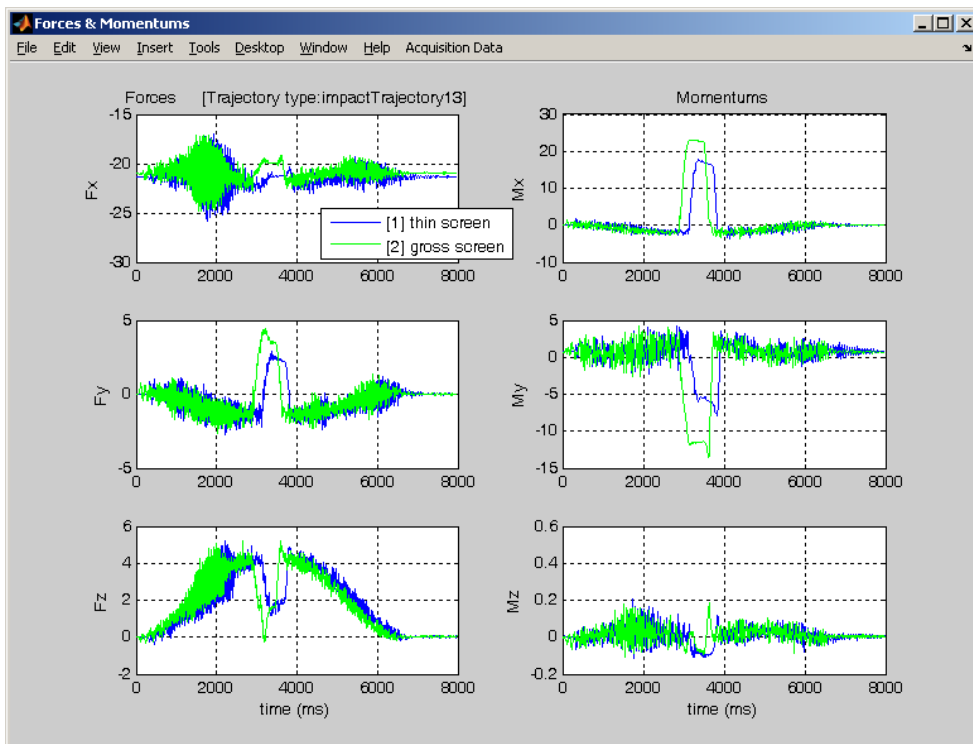 Forces & Momentums
File Edit View Insert Tools Desktop Window Help Acquisition Data
Forces [Trajectory type:impactTrajectory13]
-15
-20
-25
-30
Fx
0 2000 4000 6000 8000
[1] thin screen
[2] gross screen
Momentums
30
20
10
0
-10
Mx
0 2000 4000 6000 8000
5
0
-5
Fy
0 2000 4000 6000 8000
5
0
-5
-10
-15
My
0 2000 4000 6000 8000
6
4
2
0
-2
Fz
0 2000 4000 6000 8000
time (ms)
0.6
0.4
0.2
0
-0.2
Mz
0 2000 4000 6000 8000
time (ms)